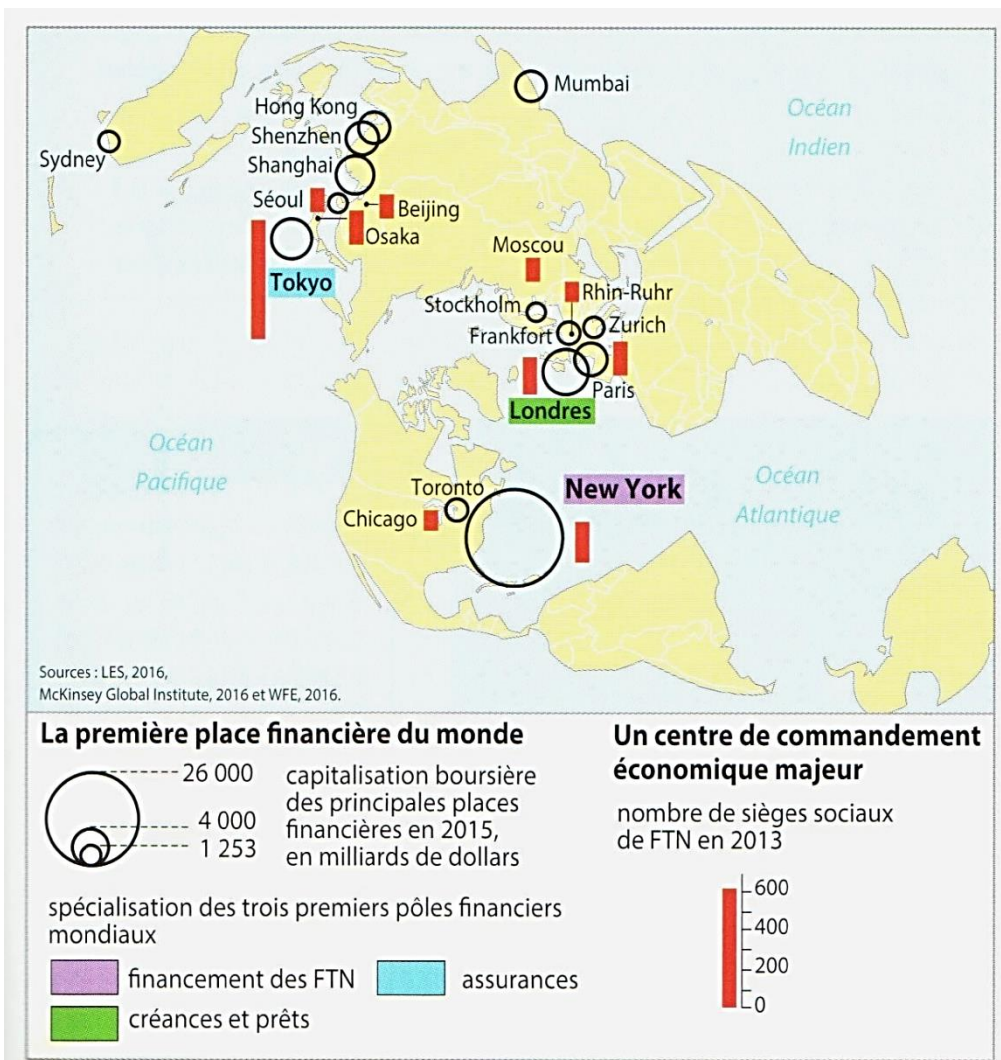 Mumbai
Océan
Indien
Hong Kong
Shenzhen
Shanghai
Sydney
Séoul
Beijing
Osaka
Tokyo
Moscou
Rhin-Ruhr
Stockholm
Frankfort
Zurich
Paris
Londres
Océan
Pacifique
Toronto
Chicago
New York
Océan
Atlantique
Sources : LES, 2016,
McKinsey Global Institute, 2016 et WFE, 2016.
La première place financière du monde
26 000
4 000
1 253
capitalisation boursière
des principales places
financières en 2015,
en milliards de dollars
spécialisation des trois premiers pôles financiers
mondiaux
financement des FTN
assurances
créances et prêts
Un centre de commandement
économique majeur
nombre de sièges sociaux
de FTN en 2013
600
400
200
0